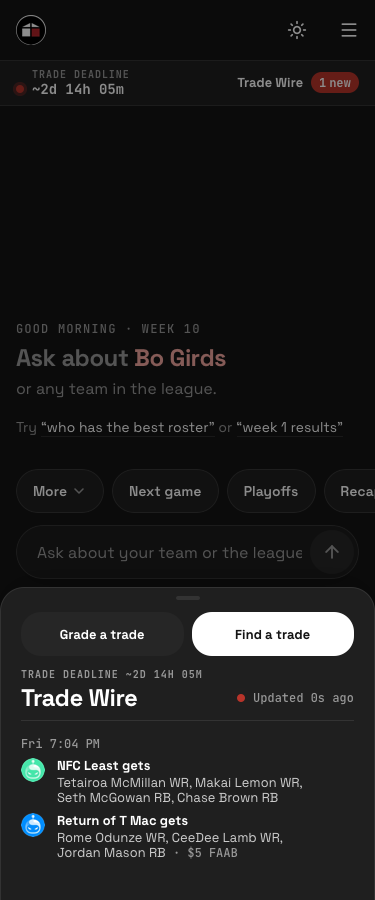 TRADE DEADLINE
~2d 14h 05m
Trade Wire 1 new
GOOD MORNING · WEEK 10
Ask about Bo Girds
or any team in the league.
Try “who has the best roster” or “week 1 results”
More Next game Playoffs Reca
Ask about your team or the league
Grade a trade Find a trade
TRADE DEADLINE ~2D 14H 05M
Trade Wire Updated 0s ago
Fri 7:04 PM
NFC Least gets
Tetairoa McMillan WR, Makai Lemon WR,
Seth McGowan RB, Chase Brown RB
Return of T Mac gets
Rome Odunze WR, CeeDee Lamb WR,
Jordan Mason RB · $5 FAAB